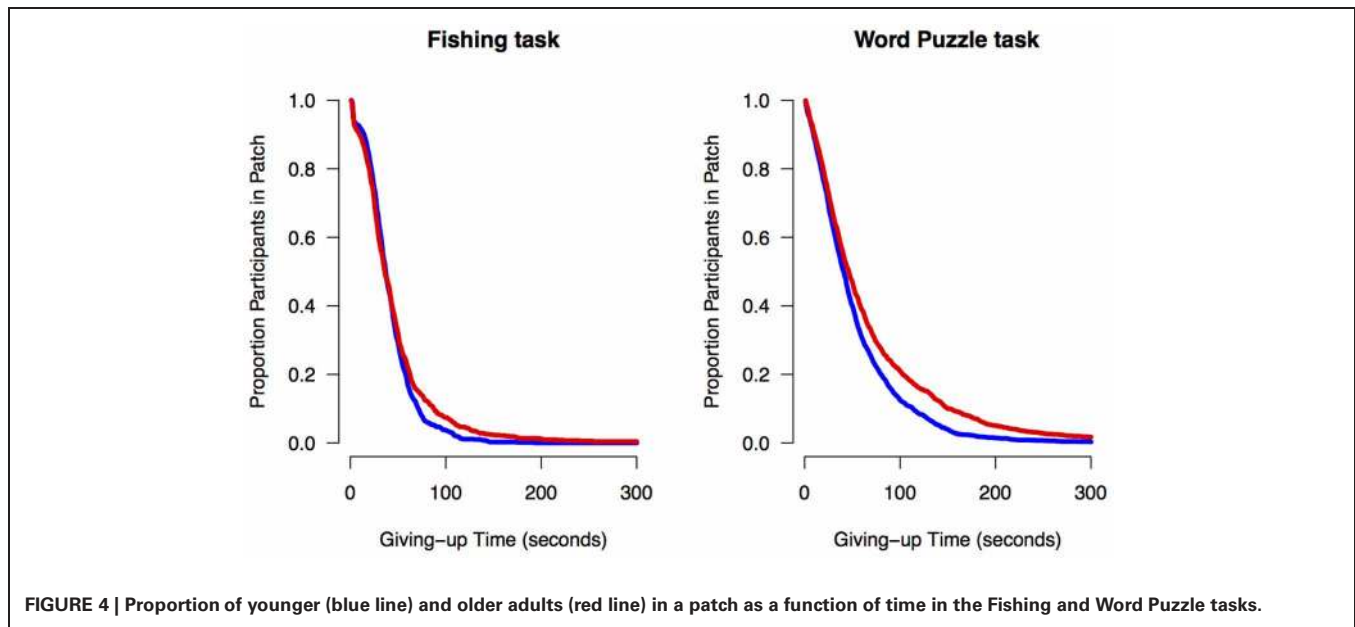 Fishing task
Word Puzzle task
Proportion Participants in Patch
1.0
0.8
0.6
0.4
0.2
0.0
0 100 200 300
Giving-up Time (seconds)
Proportion Participants in Patch
1.0
0.8
0.6
0.4
0.2
0.0
0 100 200 300
Giving-up Time (seconds)
FIGURE 4 | Proportion of younger (blue line) and older adults (red line) in a patch as a function of time in the Fishing and Word Puzzle tasks.